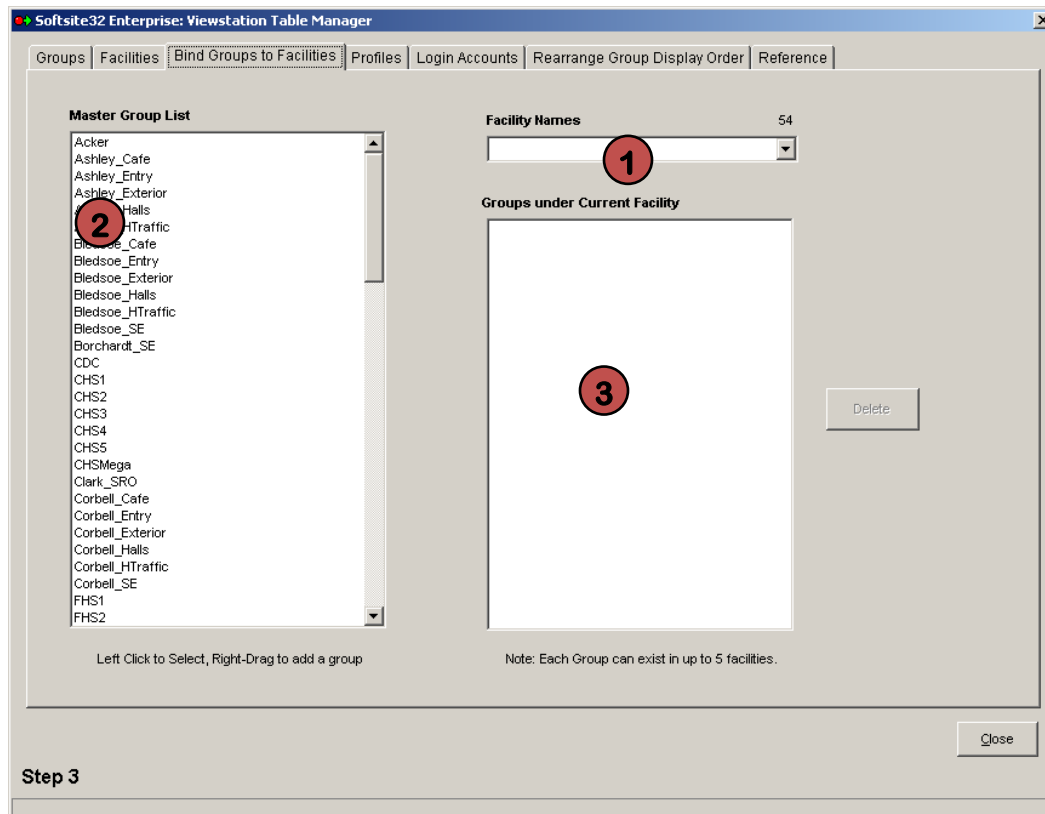 Softsite32 Enterprise: Viewstation Table Manager
Groups Facilities Bind Groups to Facilities Profiles Login Accounts Rearrange Group Display Order Reference
Master Group List
Acker
Ashley_Cafe
Ashley_Entry
Ashley_Exterior
Halls
HTraffic
Bledsoe_Cafe
Bledsoe_Entry
Bledsoe_Exterior
Bledsoe_Halls
Bledsoe_HTraffic
Bledsoe_SE
Borchardt_SE
CDC
CHS1
CHS2
CHS3
CHS4
CHS5
CHSMega
Clark_SRO
Corbell_Cafe
Corbell_Entry
Corbell_Exterior
Corbell_Halls
Corbell_HTraffic
Corbell_SE
FHS1
FHS2
2
Left Click to Select, Right-Drag to add a group
Facility Names 54
1
Groups under Current Facility
3
Note: Each Group can exist in up to 5 facilities.
Delete
Close
Step 3